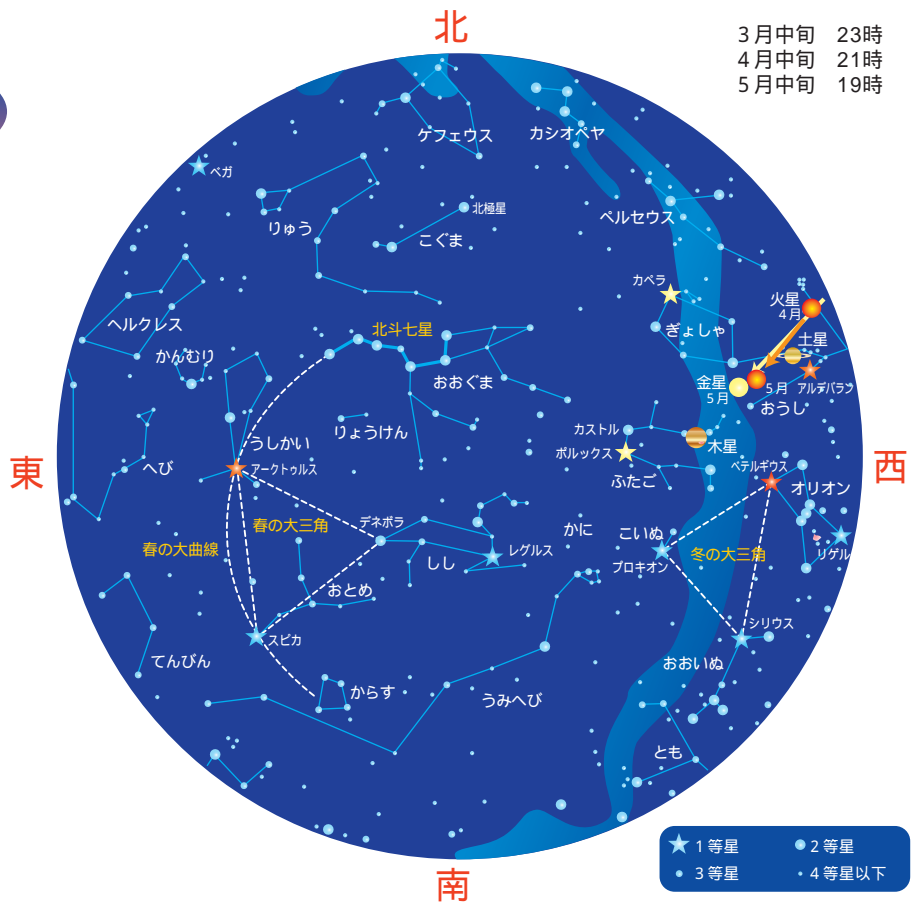 北
3月中旬 23時
4月中旬 21時
5月中旬 19時
ケフェウス
カシオペヤ
ベガ
りゅう
北極星
こぐま
ペルセウス
カペラ
火星
4月
ヘルクレス
北斗七星
ぎょしゃ
土星
かんむり
おおぐま
金星
5月
5月
アルデバラン
おうし
りょうけん
カストル
木星
うしかい
ポルックス
東
へび
アークトゥルス
ふたご
ベテルギウス
西
オリオン
春の大三角
デネボラ
かに
こいぬ
春の大曲線
しし
レグルス
プロキオン
冬の大三角
リゲル
おとめ
スピカ
シリウス
てんびん
おおいぬ
からす
うみへび
とも
南
1等星
2等星
3等星
4等星以下